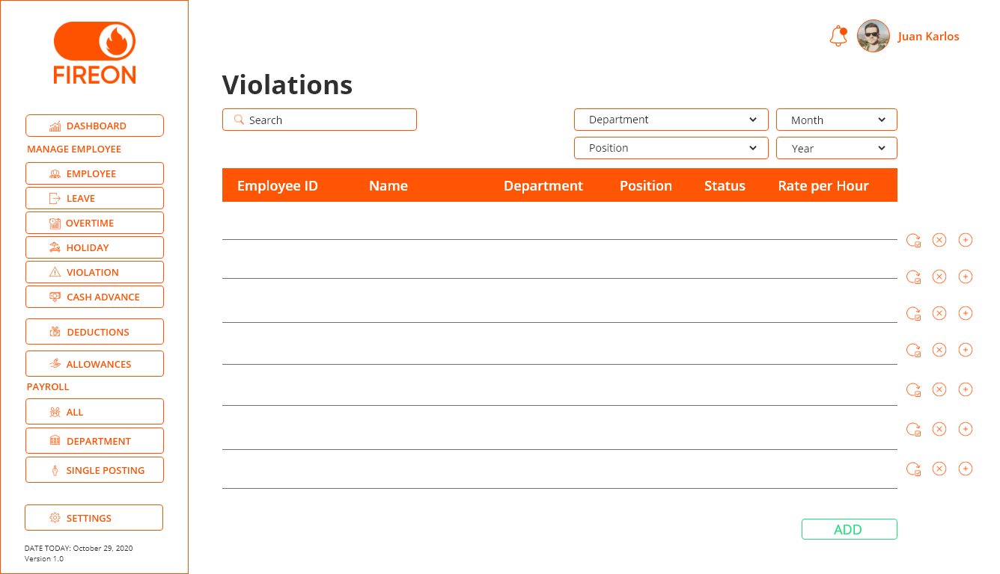 FIREON
DASHBOARD
MANAGE EMPLOYEE
EMPLOYEE
LEAVE
OVERTIME
HOLIDAY
VIOLATION
CASH ADVANCE
DEDUCTIONS
ALLOWANCES
PAYROLL
ALL
DEPARTMENT
SINGLE POSTING
SETTINGS
DATE TODAY: October 29, 2020
Version 1.0
Juan Karlos
Violations
Search
Department
Month
Position
Year
Employee ID Name Department Position Status Rate per Hour
ADD